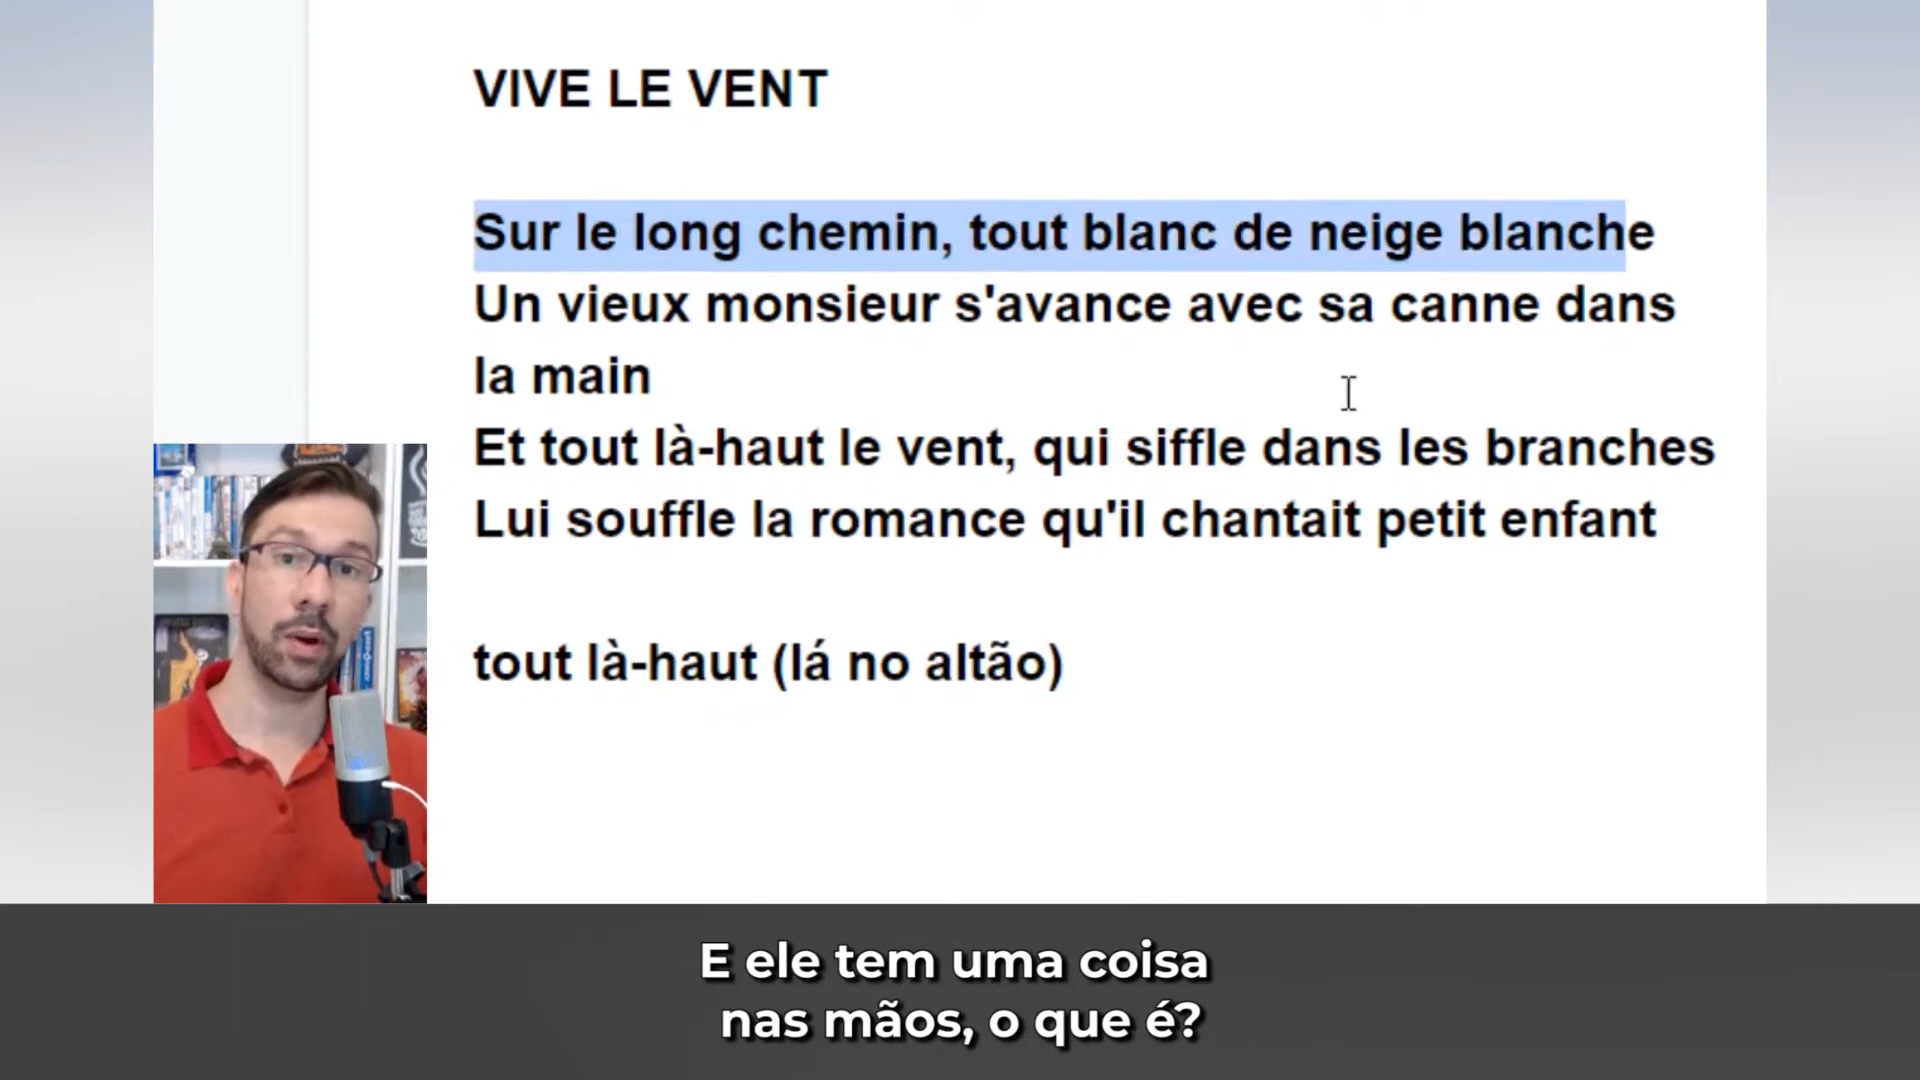 VIVE LE VENT
Sur le long chemin, tout blanc de neige blanche
Un vieux monsieur s'avance avec sa canne dans
la main
Et tout là-haut le vent, qui siffle dans les branches
Lui souffle la romance qu'il chantait petit enfant
tout là-haut (lá no altão)
E ele tem uma coisa
nas mãos, o que é?